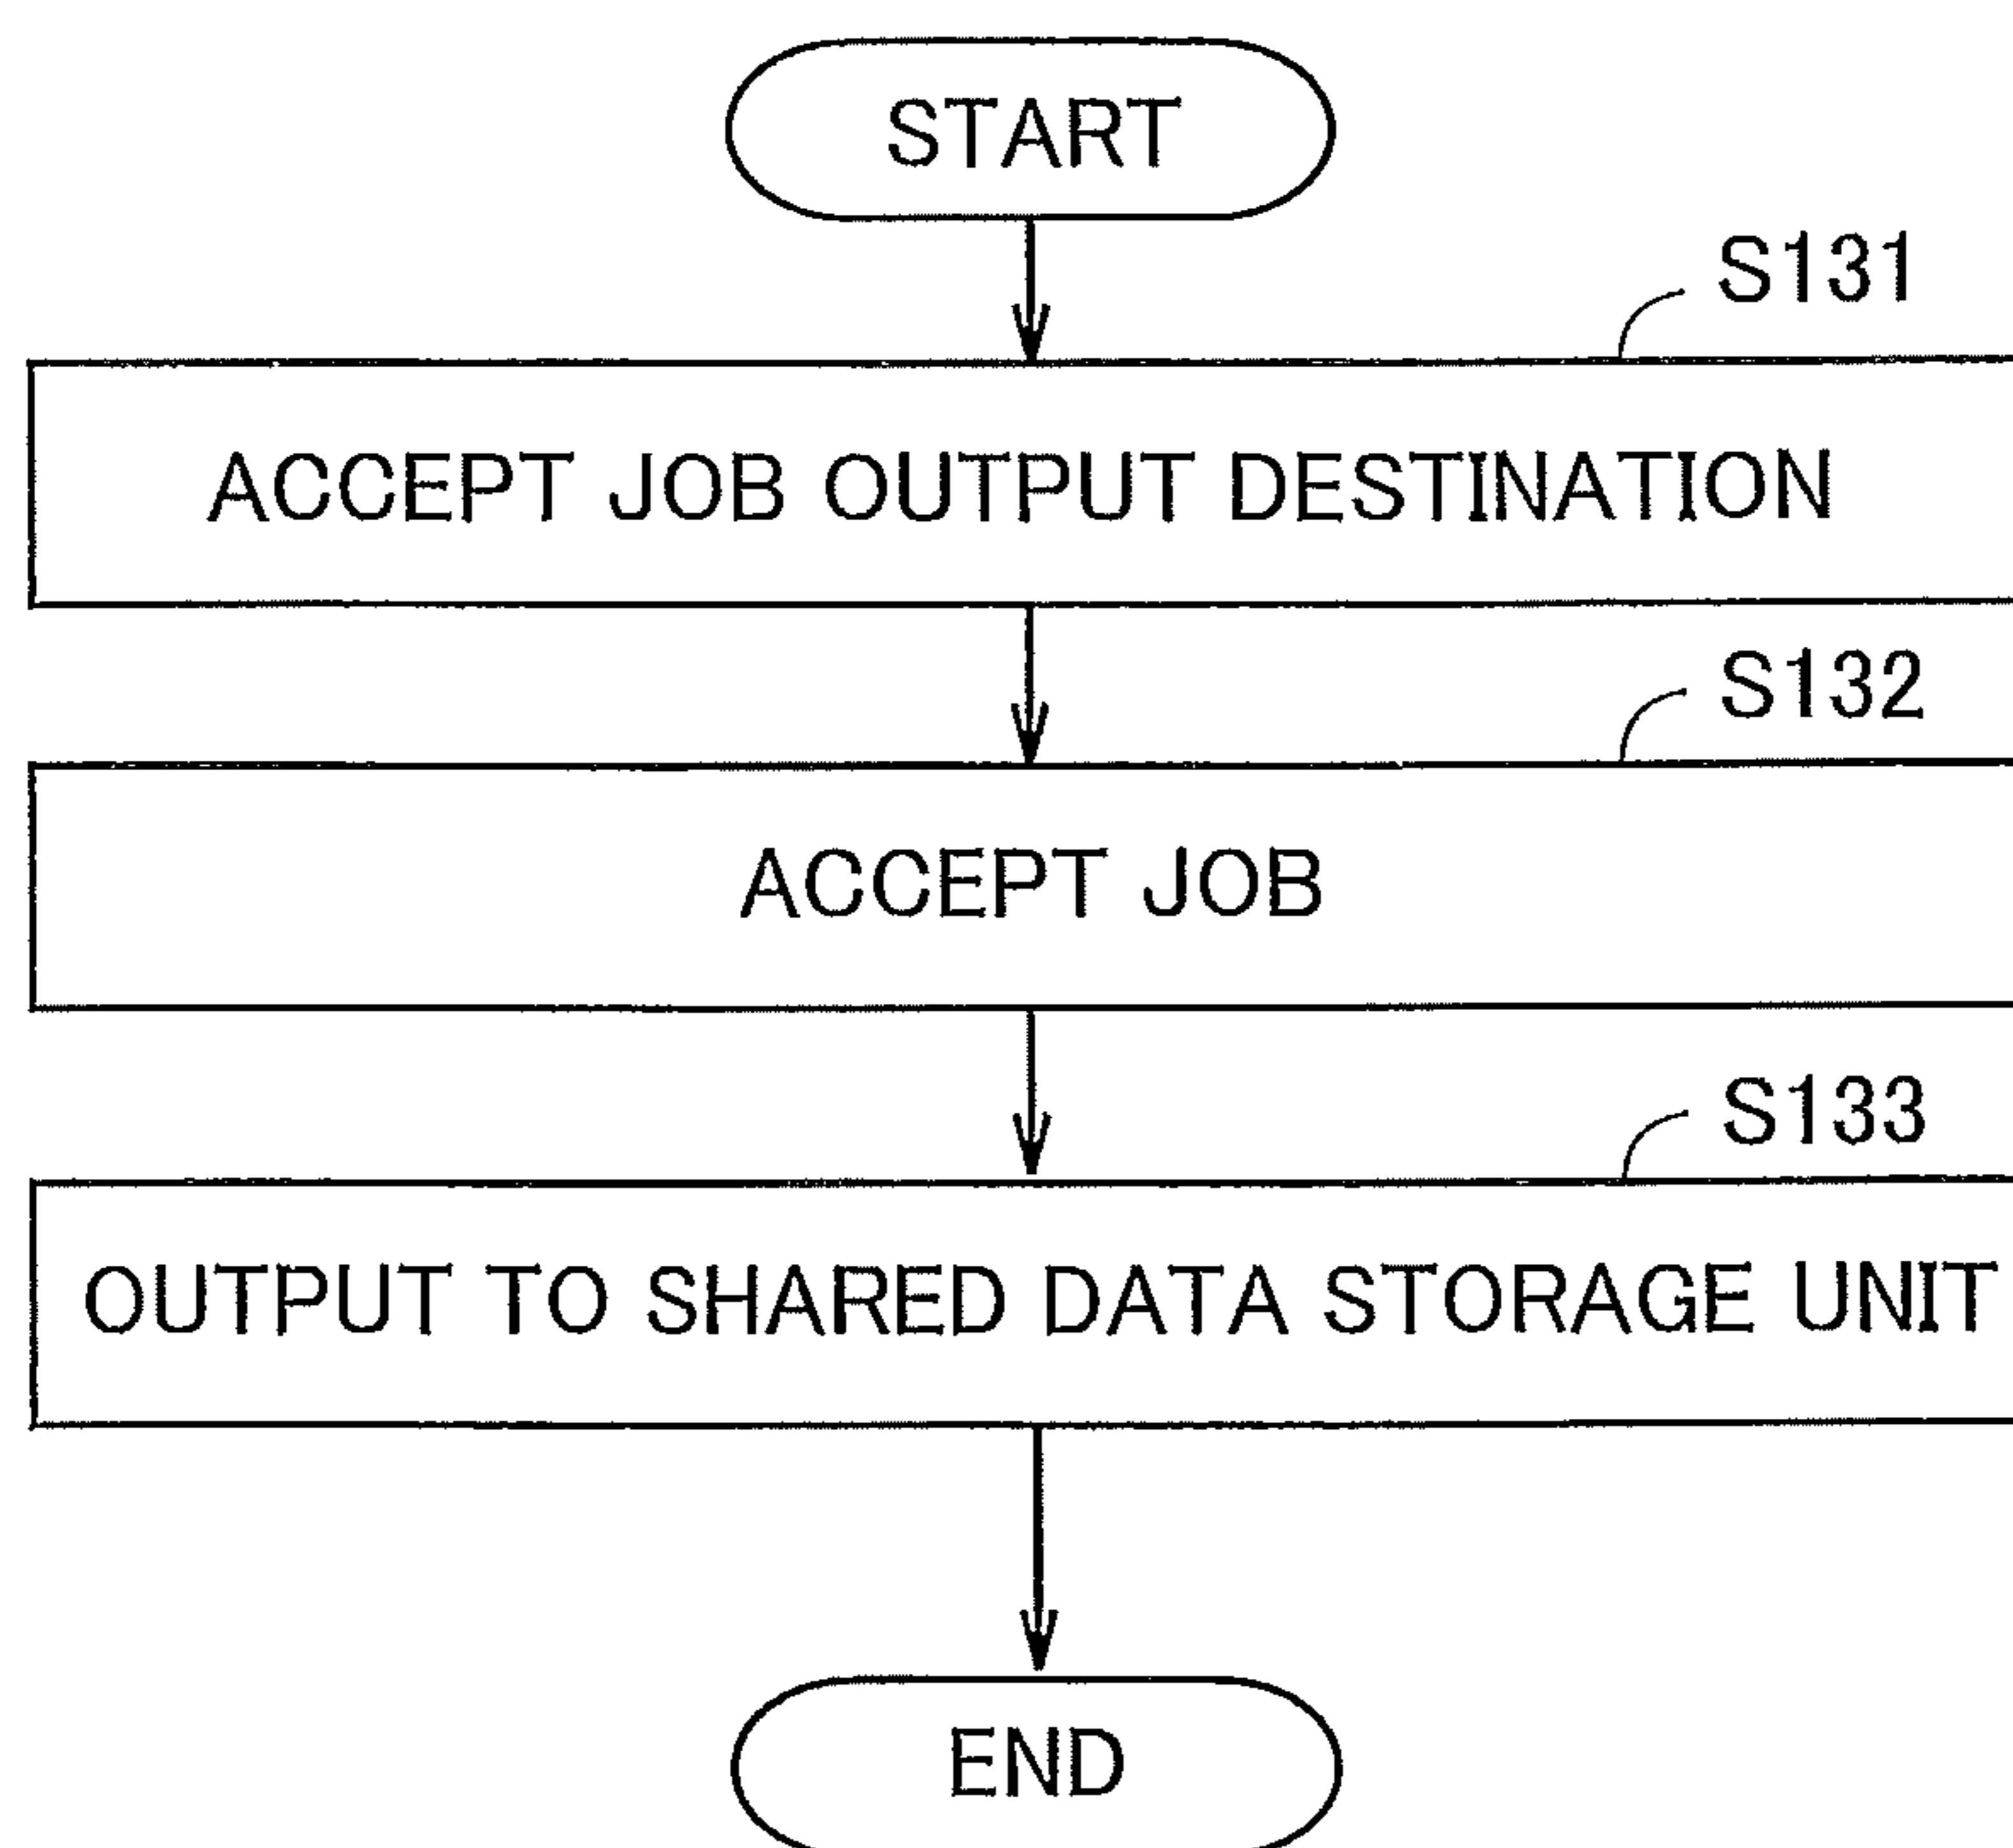 START
S131
ACCEPT JOB OUTPUT DESTINATION
S132
ACCEPT JOB
S133
OUTPUT TO SHARED DATA STORAGE UNIT
END